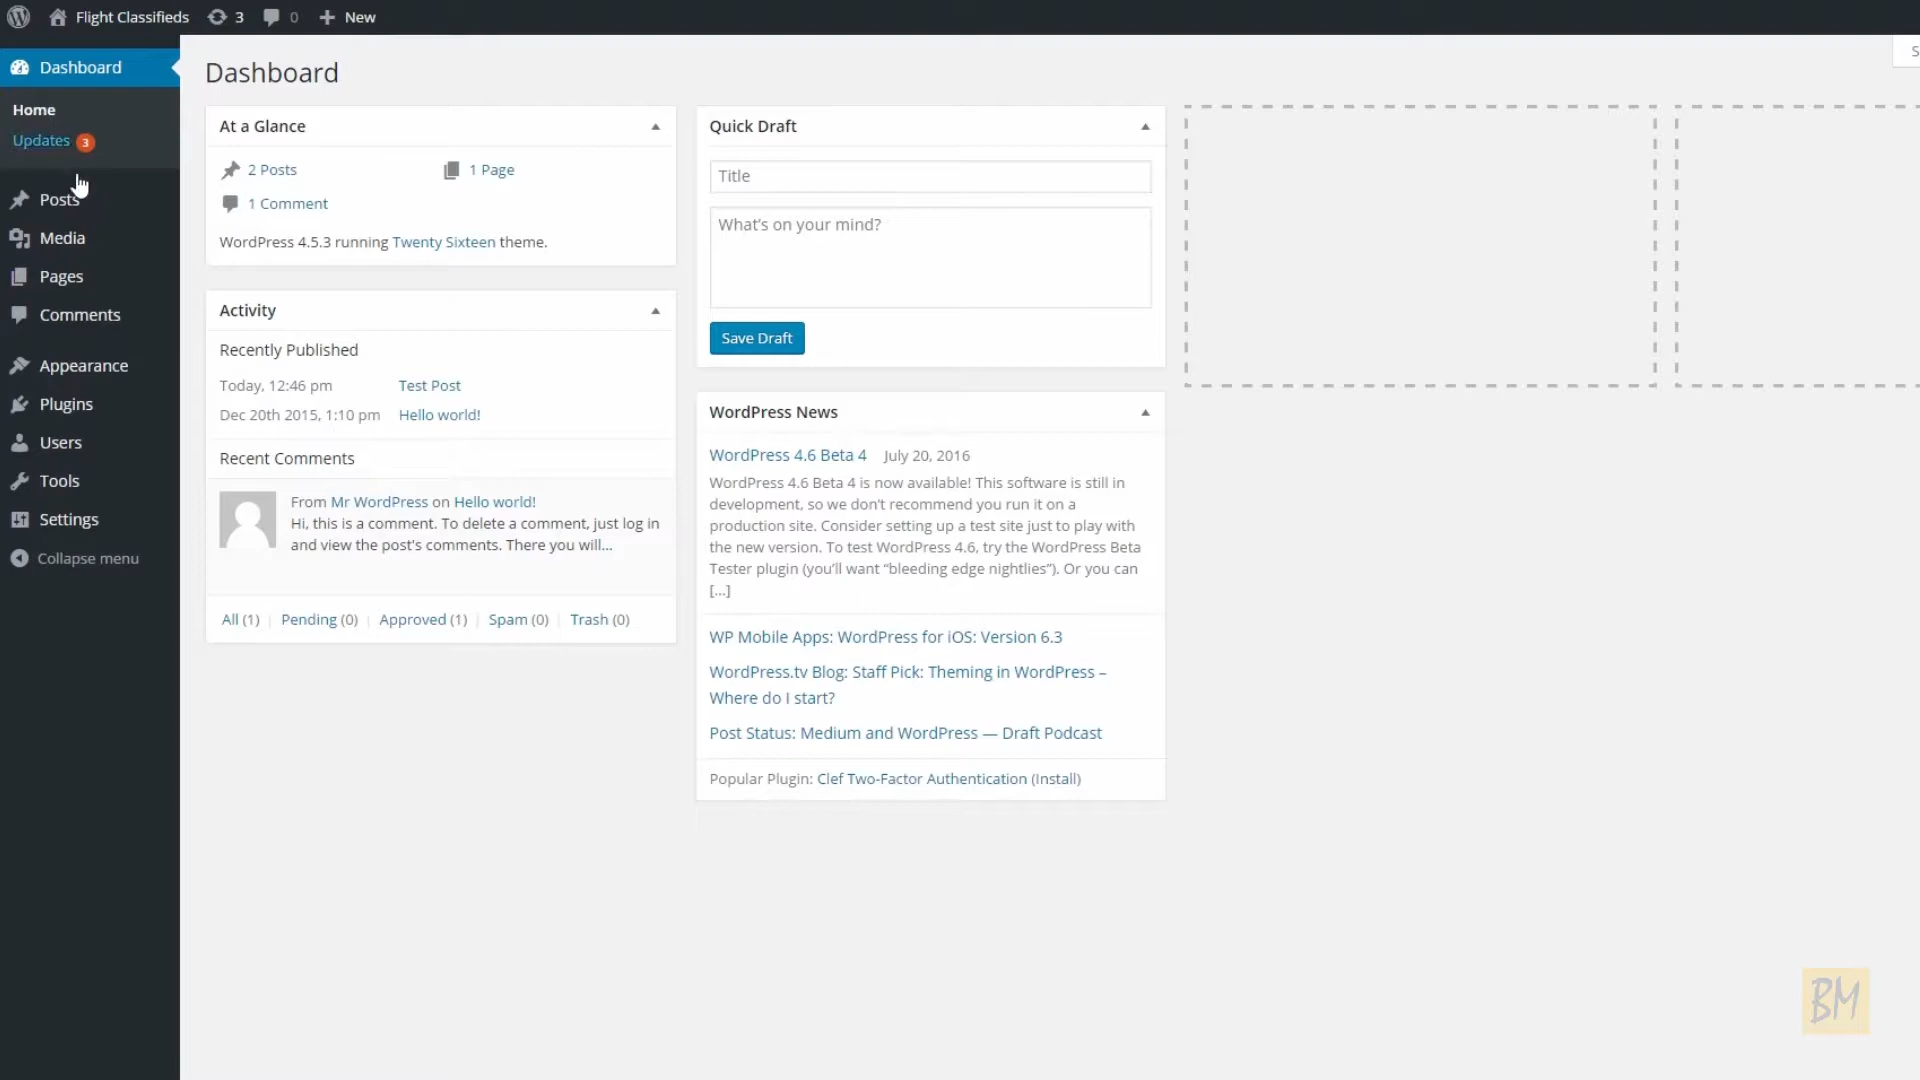 Flight Classifieds 3 0 New
Dashboard
Home
Updates 3
Posts
Media
Pages
Comments
Appearance
Plugins
Users
Tools
Settings
Collapse menu
S
Dashboard
At a Glance
2 Posts
1 Page
1 Comment
WordPress 4.5.3 running Twenty Sixteen theme.
Activity
Recently Published
Today, 12:46 pm Test Post
Dec 20th 2015, 1:10 pm Hello world!
Recent Comments
From Mr WordPress on Hello world!
Hi, this is a comment. To delete a comment, just log in
and view the post's comments. There you will...
All (1) | Pending (0) | Approved (1) | Spam (0) | Trash (0)
Quick Draft
Title
What's on your mind?
Save Draft
WordPress News
WordPress 4.6 Beta 4 July 20, 2016
WordPress 4.6 Beta 4 is now available! This software is still in
development, so we don't recommend you run it on a
production site. Consider setting up a test site just to play with
the new version. To test WordPress 4.6, try the WordPress Beta
Tester plugin (you'll want “bleeding edge nightlies”). Or you can
[…]
WP Mobile Apps: WordPress for iOS: Version 6.3
WordPress.tv Blog: Staff Pick: Theming in WordPress –
Where do I start?
Post Status: Medium and WordPress — Draft Podcast
Popular Plugin: Clef Two-Factor Authentication (Install)
BM